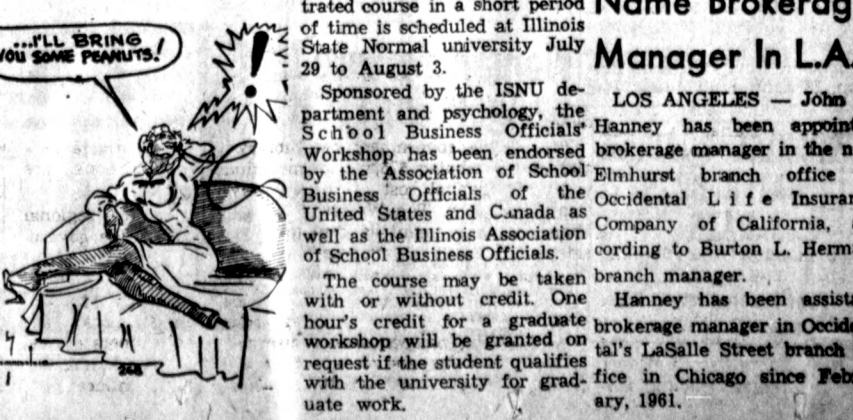 ...I'LL BRING
YOU SOME PEANUTS!
!
268
trated course in a short period
of time is scheduled at Illinois
State Normal university July
29 to August 3.
Sponsored by the ISNU de-
partment and psychology, the
School Business Officials'
Workshop has been endorsed
by the Association of School
Business Officials of the
United States and Canada as
well as the Illinois Association
of School Business Officials.
The course may be taken
with or without credit. One
hour's credit for a graduate
workshop will be granted on
request if the student qualifies
with the university for grad-
uate work.
Name Brokerag
Manager In L.A.
LOS ANGELES — John
Hanney has been appoint
brokerage manager in the n
Elmhurst branch office
Occidental Life Insuran
Company of California,
cording to Burton L. Herm
branch manager.
Hanney has been assista
brokerage manager in Occide
tal's LaSalle Street branch
fice in Chicago since Feb
ary, 1961.